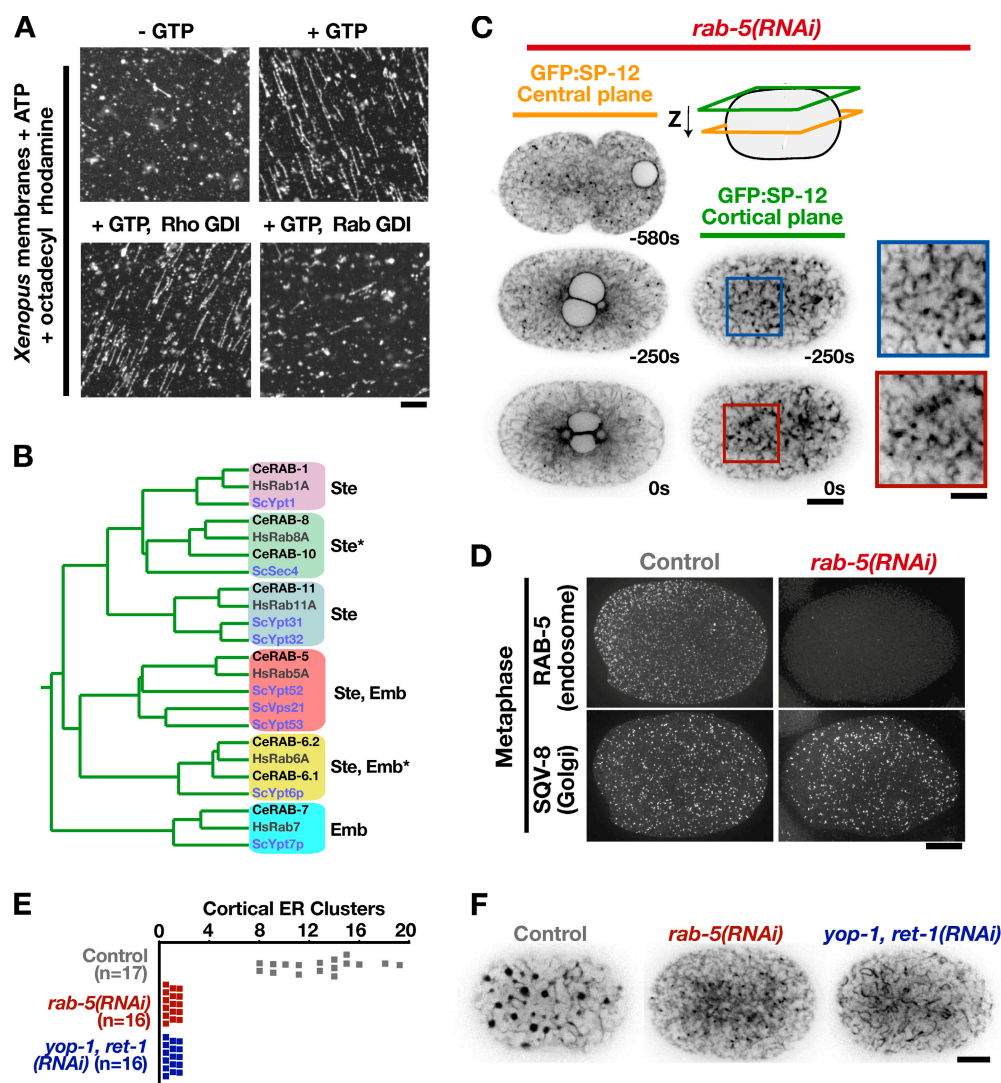 A
- GTP
+ GTP
+ GTP, Rho GDI
+ GTP, Rab GDI
Xenopus membranes + ATP
+ octadecyl rhodamine
B
CeRAB-1
HsRab1A
ScYpt1
Ste
CeRAB-8
HsRab8A
CeRAB-10
ScSec4
Ste*
CeRAB-11
HsRab11A
ScYpt31
ScYpt32
Ste
CeRAB-5
HsRab5A
ScYpt52
ScVps21
ScYpt53
Ste, Emb
CeRAB-6.2
HsRab6A
CeRAB-6.1
ScYpt6p
Ste, Emb*
CeRAB-7
HsRab7
ScYpt7p
Emb
C
rab-5(RNAi)
GFP:SP-12
Central plane
Z
GFP:SP-12
Cortical plane
-580s
-250s
-250s
0s
0s
D
Control
rab-5(RNAi)
Metaphase
RAB-5
(endosome)
SQV-8
(Golgi)
E
Cortical ER Clusters
0 4 8 12 16 20
Control
(n=17)
rab-5(RNAi)
(n=16)
yop-1, ret-1
(RNAi) (n=16)
F
Control
rab-5(RNAi)
yop-1, ret-1(RNAi)